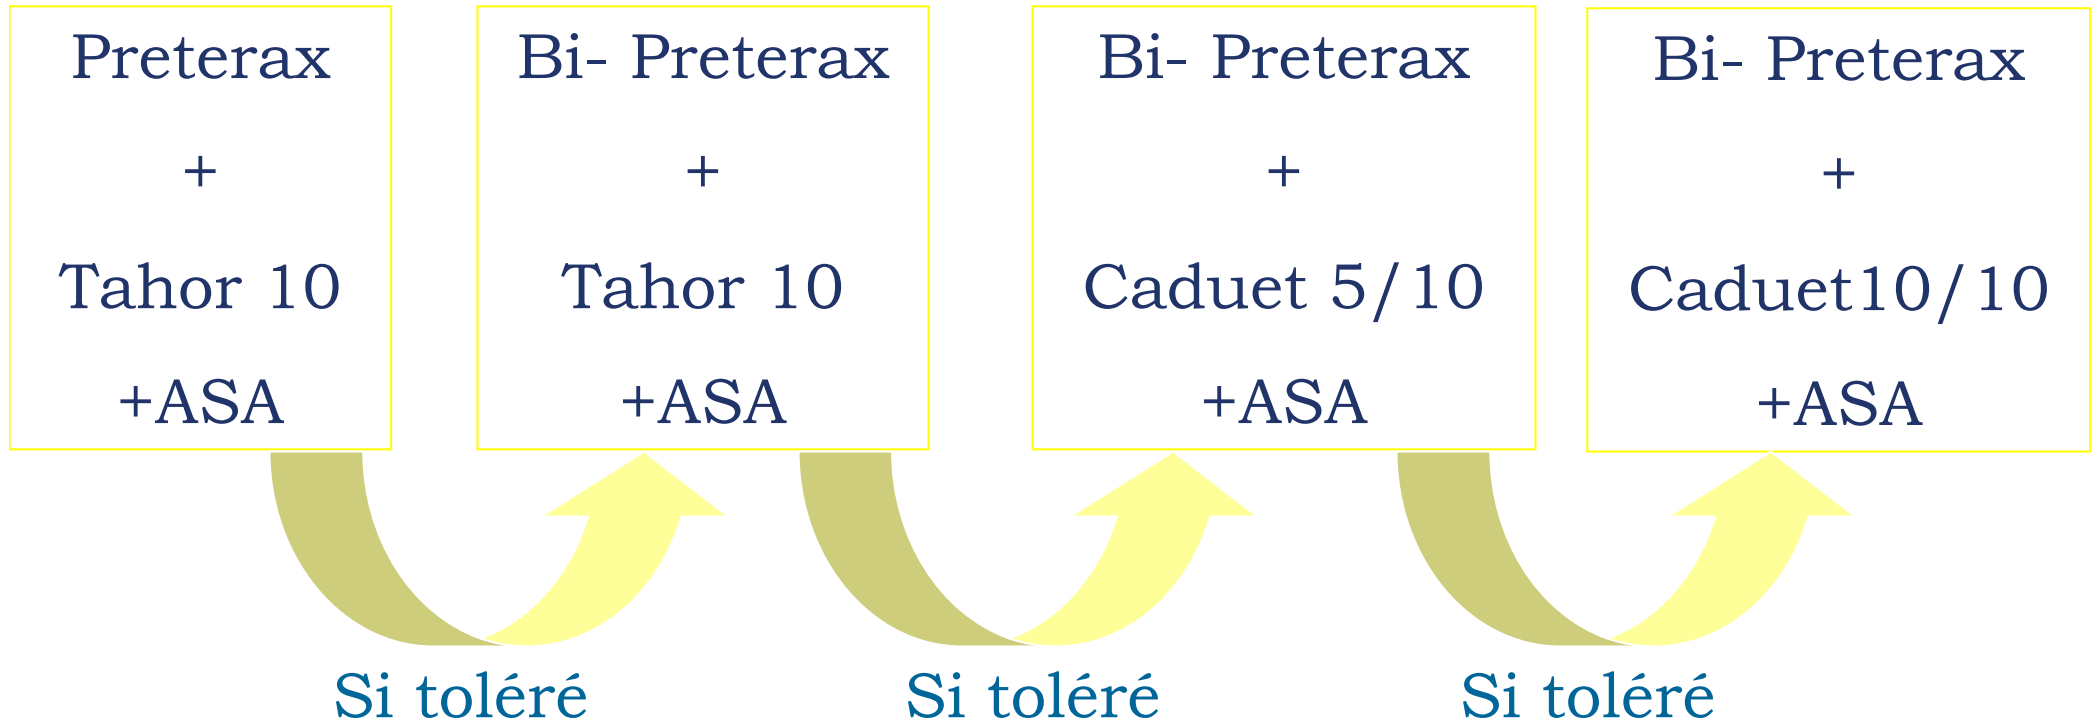 Preterax
+
Tahor 10
+ASA
Bi- Preterax
+
Tahor 10
+ASA
Bi- Preterax
+
Caduet 5/10
+ASA
Bi- Preterax
+
Caduet10/10
+ASA
Si toléré
Si toléré
Si toléré